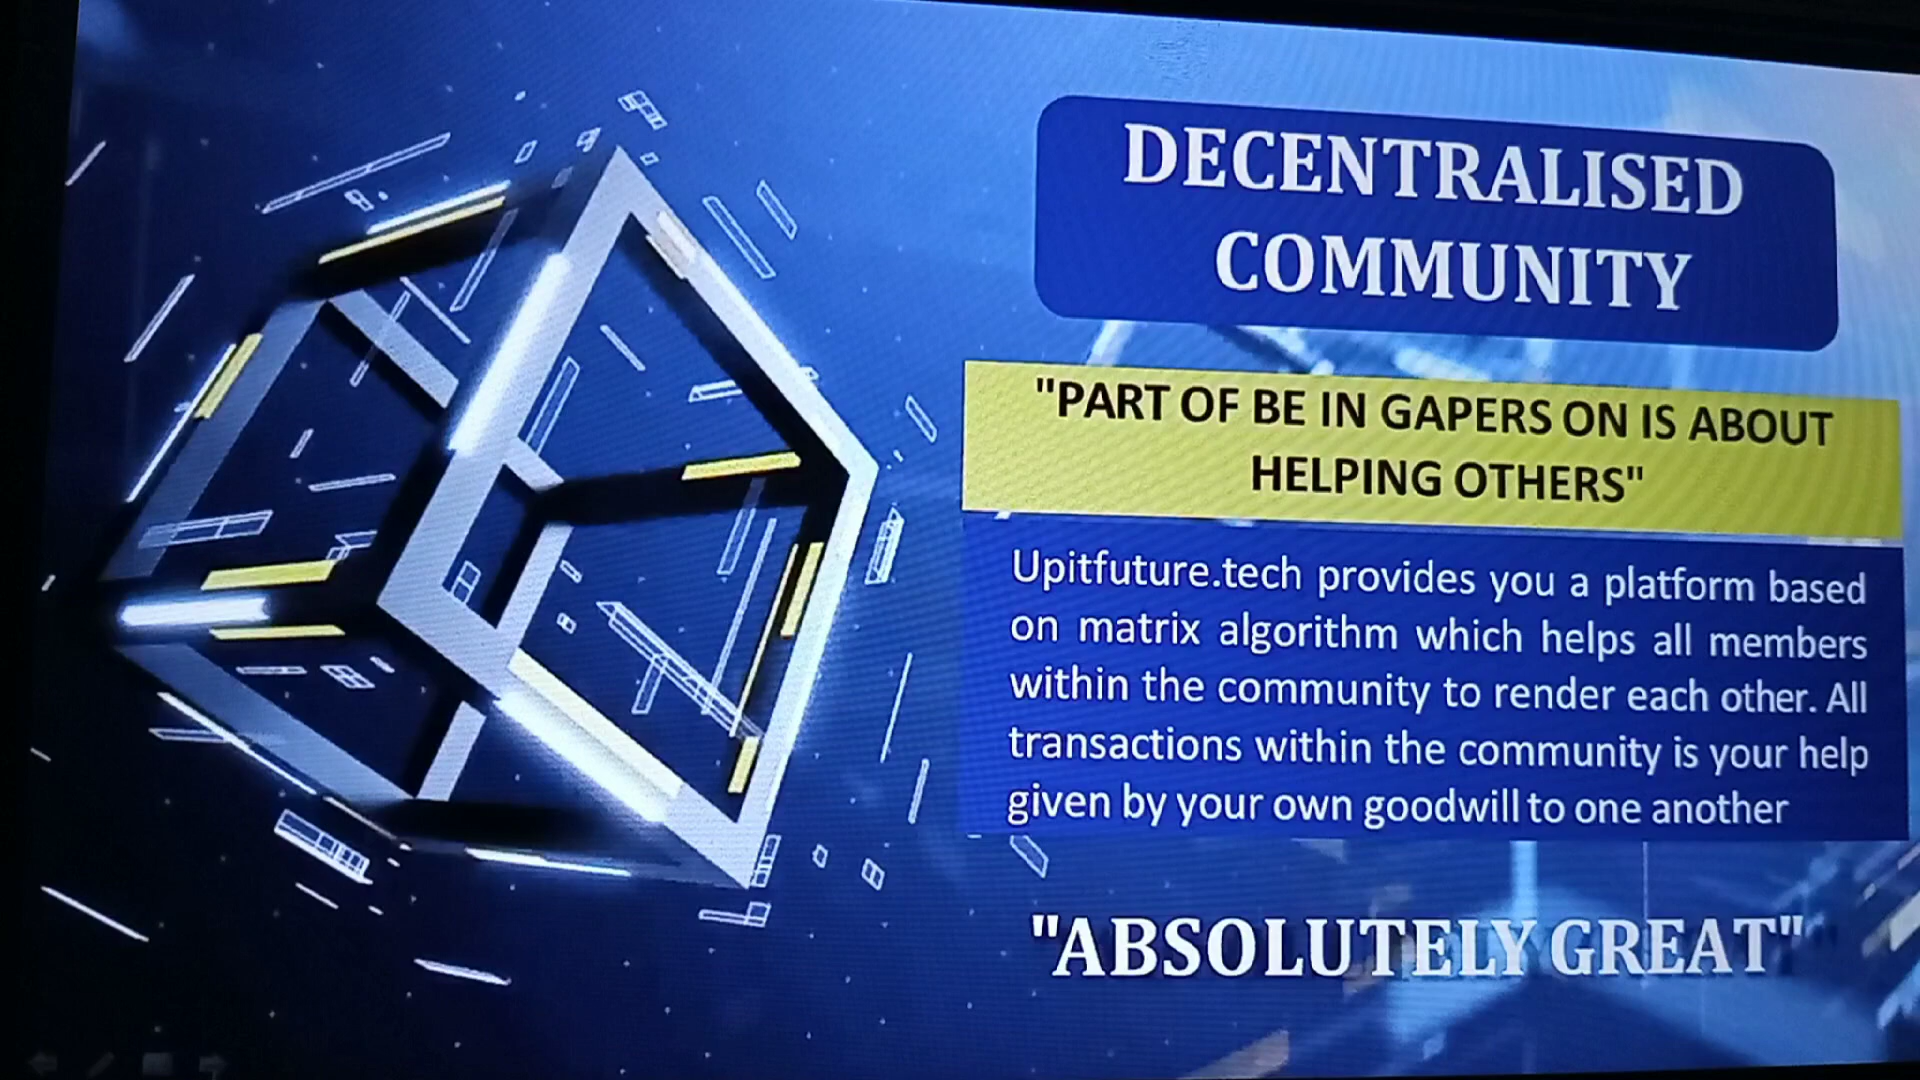 DECENTRALISED
COMMUNITY
"PART OF BE IN GAPERS ON IS ABOUT
HELPING OTHERS"
Upitfuture.tech provides you a platform based
on matrix algorithm which helps all members
within the community to render each other. All
transactions within the community is your help
given by your own goodwill to one another
"ABSOLUTELY GREAT"